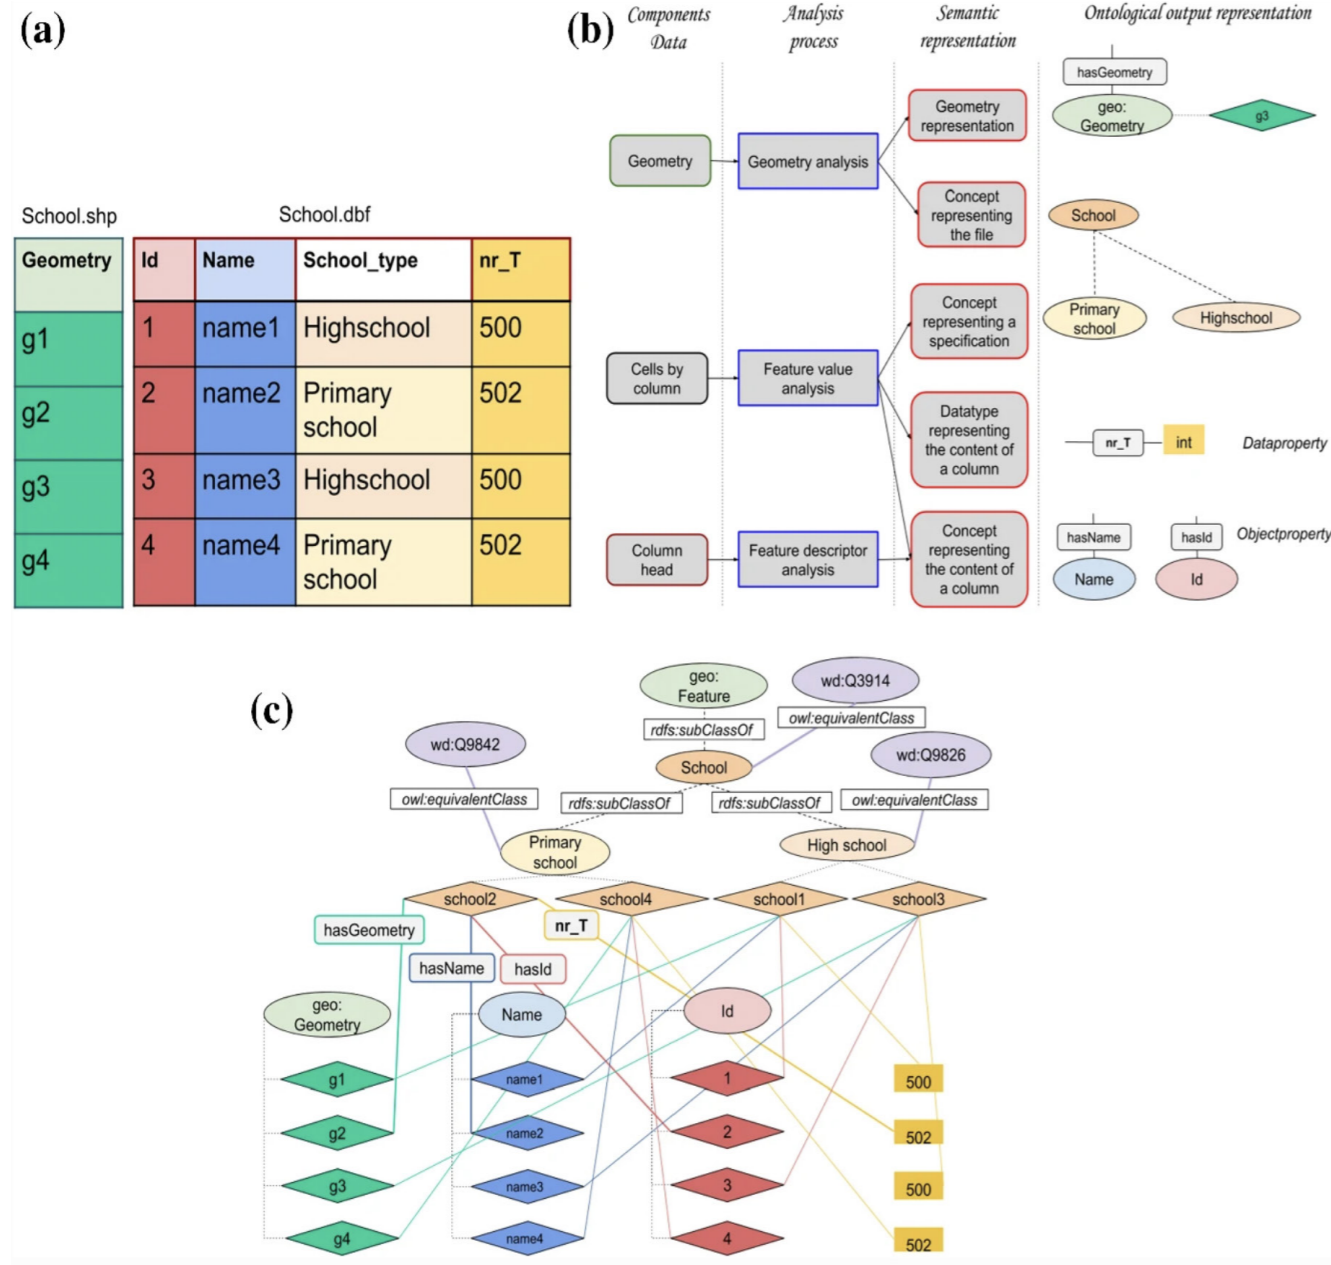 (a)
School.shp
School.dbf
Geometry
Id
Name
School_type
nr_T
g1
1
name1
Highschool
500
g2
2
name2
Primary
school
502
g3
3
name3
Highschool
500
g4
4
name4
Primary
school
502
(b)
Components
Data
Analysis
process
Semantic
representation
Ontological output representation
Geometry
Geometry analysis
Geometry
representation
Concept
representing
the file
hasGeometry
geo:
Geometry
g3
School
Primary
school
Highschool
Cells by
column
Feature value
analysis
Concept
representing a
specification
Datatype
representing
the content of
a column
nr_T
int
Dataproperty
Column
head
Feature descriptor
analysis
Concept
representing
the content of
a column
hasName
hasId
Objectproperty
Name
Id
(c)
geo:
Feature
wd:Q3914
rdfs:subClassOf
owl:equivalentClass
wd:Q9842
School
wd:Q9826
owl:equivalentClass
rdfs:subClassOf
rdfs:subClassOf
owl:equivalentClass
Primary
school
High school
school2
school4
school1
school3
hasGeometry
nr_T
hasName
hasId
geo:
Geometry
Name
Id
g1
name1
1
500
g2
name2
2
502
g3
name3
3
500
g4
name4
4
502